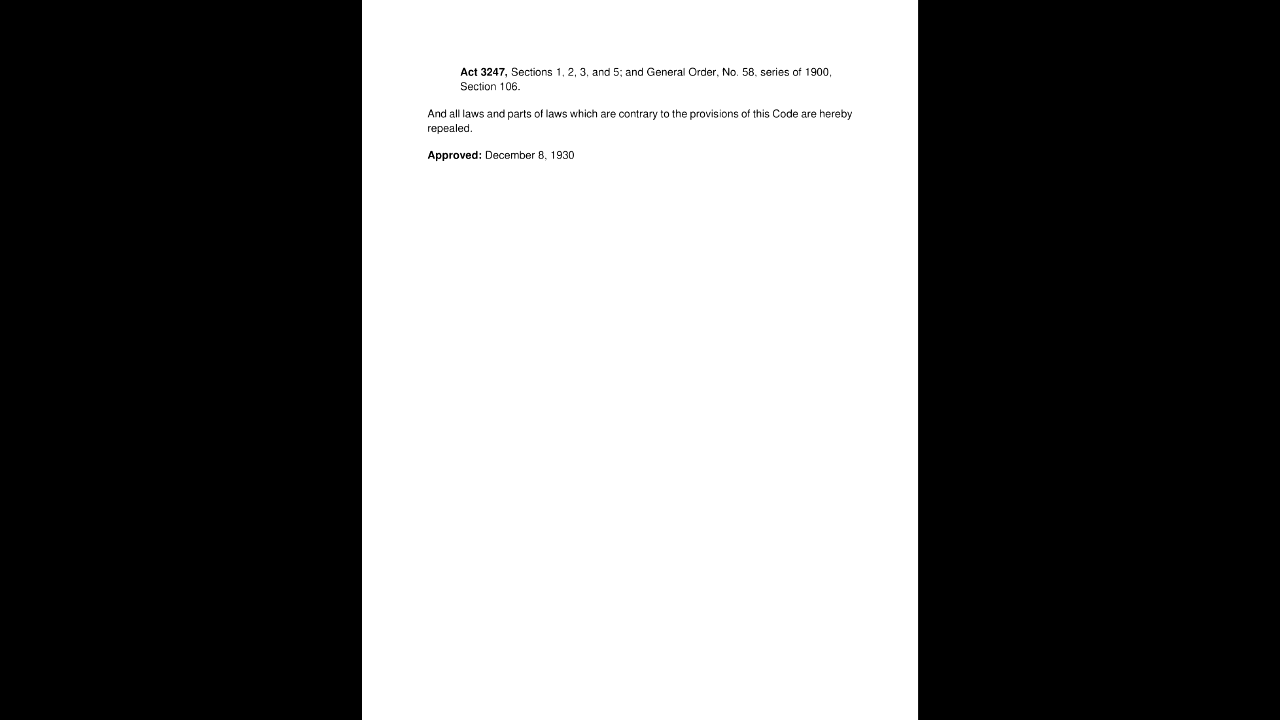 Act 3247, Sections 1, 2, 3, and 5; and General Order, No. 58, series of 1900,
Section 106.
And all laws and parts of laws which are contrary to the provisions of this Code are hereby
repealed.
Approved: December 8, 1930